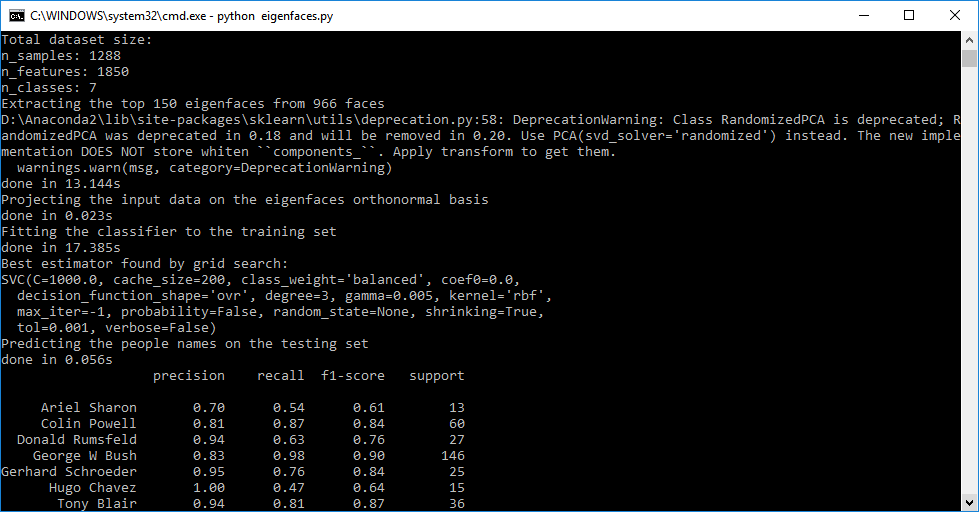 C:\WINDOWS\system32\cmd.exe - python  eigenfaces.py
Total dataset size:
n_samples: 1288
n_features: 1850
n_classes: 7
Extracting the top 150 eigenfaces from 966 faces
D:\Anaconda2\lib\site-packages\sklearn\utils\deprecation.py:58: DeprecationWarning: Class RandomizedPCA is deprecated; R
andomizedPCA was deprecated in 0.18 and will be removed in 0.20. Use PCA(svd_solver='randomized') instead. The new imple
mentation DOES NOT store whiten ``components_``. Apply transform to get them.
  warnings.warn(msg, category=DeprecationWarning)
done in 13.144s
Projecting the input data on the eigenfaces orthonormal basis
done in 0.023s
Fitting the classifier to the training set
done in 17.385s
Best estimator found by grid search:
SVC(C=1000.0, cache_size=200, class_weight='balanced', coef0=0.0,
  decision_function_shape='ovr', degree=3, gamma=0.005, kernel='rbf',
  max_iter=-1, probability=False, random_state=None, shrinking=True,
  tol=0.001, verbose=False)
Predicting the people names on the testing set
done in 0.056s
                   precision    recall  f1-score   support

     Ariel Sharon       0.70      0.54      0.61        13
     Colin Powell       0.81      0.87      0.84        60
  Donald Rumsfeld       0.94      0.63      0.76        27
    George W Bush       0.83      0.98      0.90       146
Gerhard Schroeder       0.95      0.76      0.84        25
      Hugo Chavez       1.00      0.47      0.64        15
       Tony Blair       0.94      0.81      0.87        36